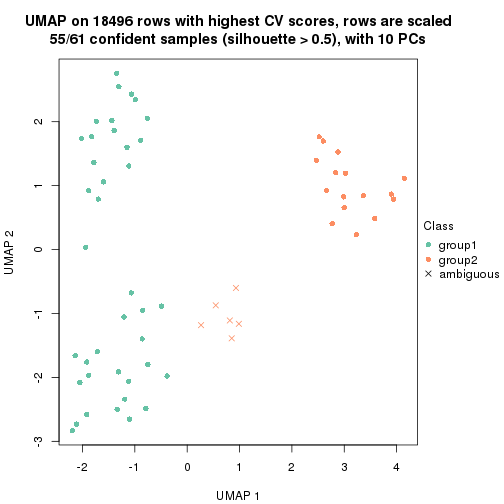 UMAP on 18496 rows with highest CV scores, rows are scaled
55/61 confident samples (silhouette > 0.5), with 10 PCs
2
1
0
-1
-2
-3
UMAP 2
-2
-1
0
1
2
3
4
UMAP 1
Class
group1
group2
ambiguous